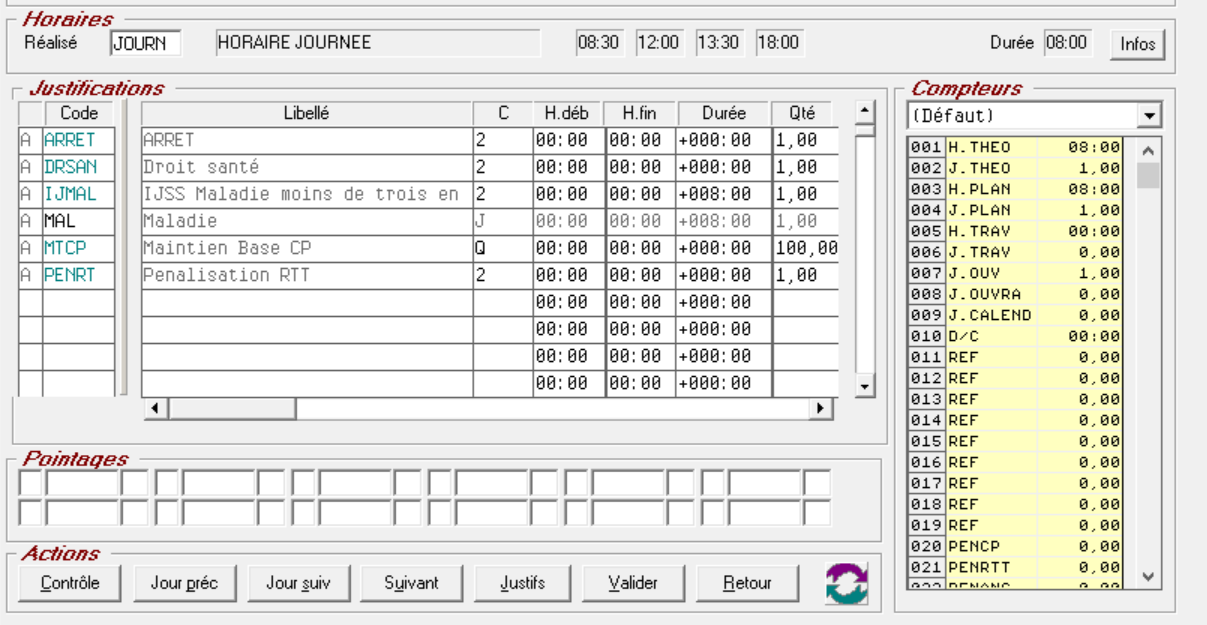 Horaires
Réalisé JOURN HORAIRE JOURNEE 08:30 12:00 13:30 18:00 Durée 08:00 Infos
Justifications
Code Libellé C H.déb H.fin Durée Qté
A ARRET ARRET 2 00:00 00:00 +000:00 1,00
A DRSAN Droit santé 2 00:00 00:00 +000:00 1,00
A IJMAL IJSS Maladie moins de trois en 2 00:00 00:00 +008:00 1,00
A MAL Maladie J 00:00 00:00 +008:00 1,00
A MTCP Maintien Base CP Q 00:00 00:00 +000:00 100,00
A PENRT Penalisation RTT 2 00:00 00:00 +000:00 1,00
00:00 00:00 +000:00
00:00 00:00 +000:00
00:00 00:00 +000:00
00:00 00:00 +000:00
Compteurs
(Défaut)
001 H.THEO 08:00
002 J.THEO 1,00
003 H.PLAN 08:00
004 J.PLAN 1,00
005 H.TRAV 00:00
006 J.TRAV 0,00
007 J.OUV 1,00
008 J.OUVRA 0,00
009 J.CALEND 0,00
010 D/C 00:00
011 REF 0,00
012 REF 0,00
013 REF 0,00
014 REF 0,00
015 REF 0,00
016 REF 0,00
017 REF 0,00
018 REF 0,00
019 REF 0,00
020 PENCP 0,00
021 PENRTT 0,00
Pointages
Actions
Contrôle Jour préc Jour suiv Suivant Justifs Valider Retour